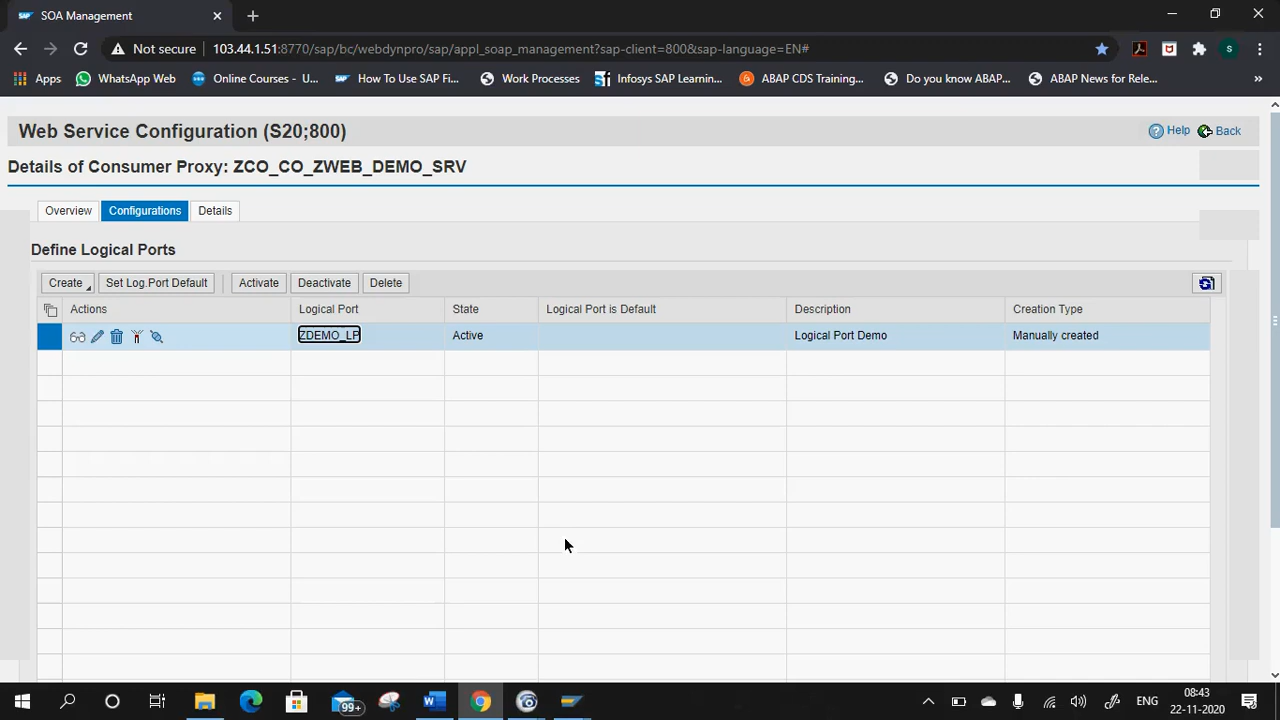 SOA Management
Not secure 103.44.1.51:8770/sap/bc/webdynpro/sap/appl_soap_management?sap-client=800&sap-language=EN#
S
Apps WhatsApp Web Online Courses - U... How To Use SAP Fi... Work Processes Infosys SAP Learnin... ABAP CDS Training... Do you know ABAP... ABAP News for Rele... »
Web Service Configuration (S20;800)
Help Back
Details of Consumer Proxy: ZCO_CO_ZWEB_DEMO_SRV
Overview Configurations Details
Define Logical Ports
Create Set Log.Port Default Activate Deactivate Delete
Actions Logical Port State Logical Port is Default Description Creation Type
ZDEMO_LP Active Logical Port Demo Manually created
99+
ENG
08:43
22-11-2020